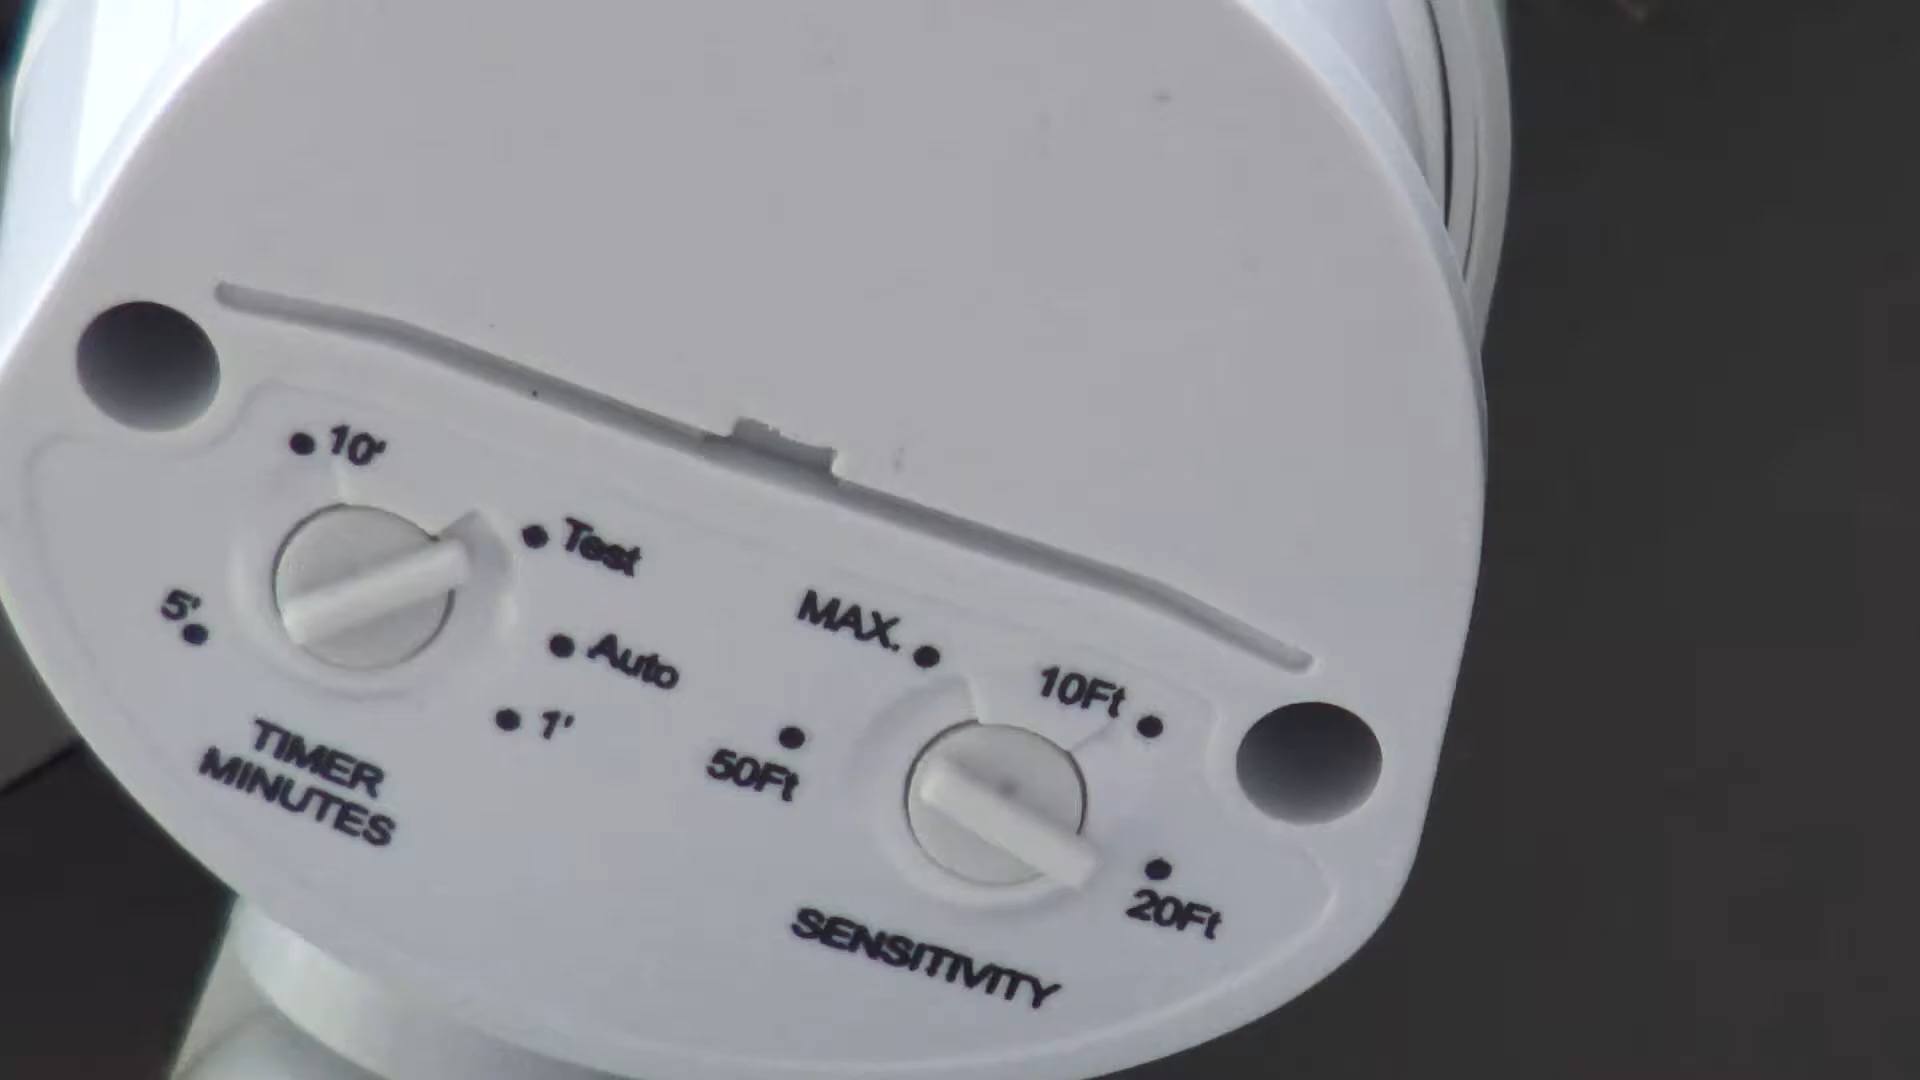 10'
Test
5'
Auto
1'
TIMER
MINUTES
MAX.
10Ft
50Ft
20Ft
SENSITIVITY